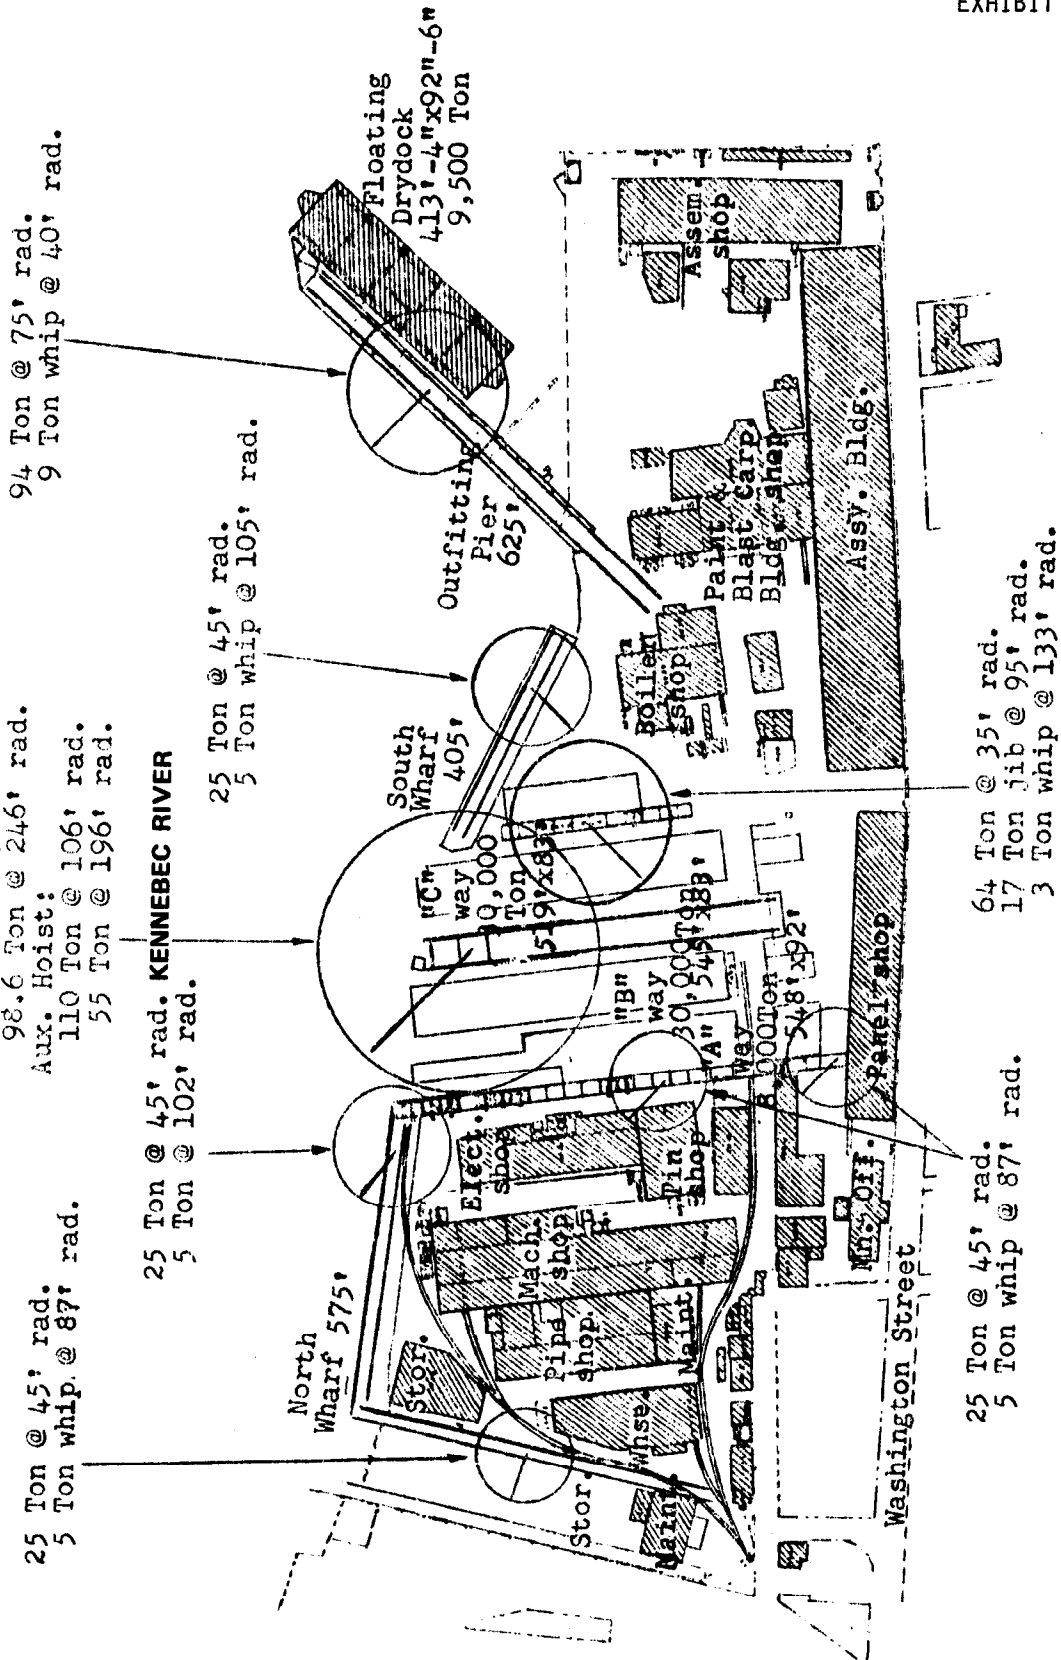 EXHIBIT
94 Ton @ 75' rad.
9 Ton whip @ 40' rad.
Floating
Drydock
413'-4"x92"-6"
9,500 Ton
25 Ton @ 45' rad.
5 Ton whip @ 105' rad.
Outfitting
Pier
625'
98.6 Ton @ 246' rad.
Aux. Hoist:
110 Ton @ 106' rad.
55 Ton @ 196' rad.
KENNEBEC RIVER
25 Ton @ 45' rad.
5 Ton @ 102' rad.
25 Ton @ 45' rad.
5 Ton whip @ 87' rad.
North
Wharf 575'
South
Wharf
405'
"C"
way
Ton
"B"
way
30,000Ton
"A"
Way
548'x92'
Assem.
shop
Paint &
Blast Carp.
Bldg. shop
Assy. Bldg.
Boiler
shop
Panel shop
Elect.
shop
Tin
shop
Mach.
shop
Pipe
shop
Maint.
Stor.
Whse.
Stor.
Maint.
Mn. Off.
Washington Street
64 Ton @ 35' rad.
17 Ton jib @ 95' rad.
3 Ton whip @ 133' rad.
25 Ton @ 45' rad.
5 Ton whip @ 87' rad.